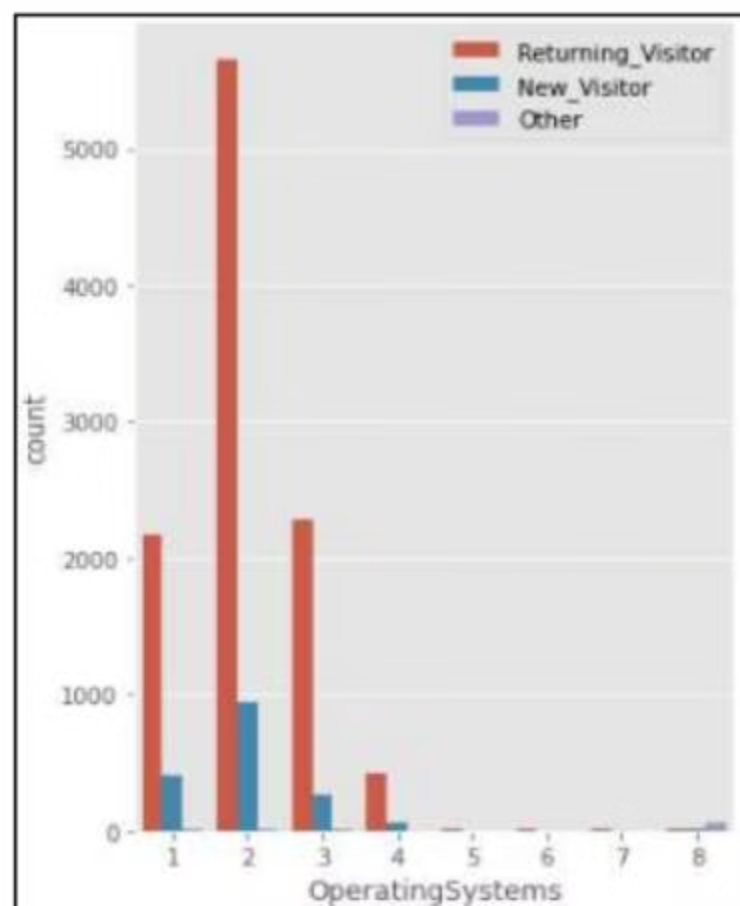 Returning_Visitor
New_Visitor
Other
5000
4000
3000
2000
1000
0
count
1 2 3 4 5 6 7 8
OperatingSystems